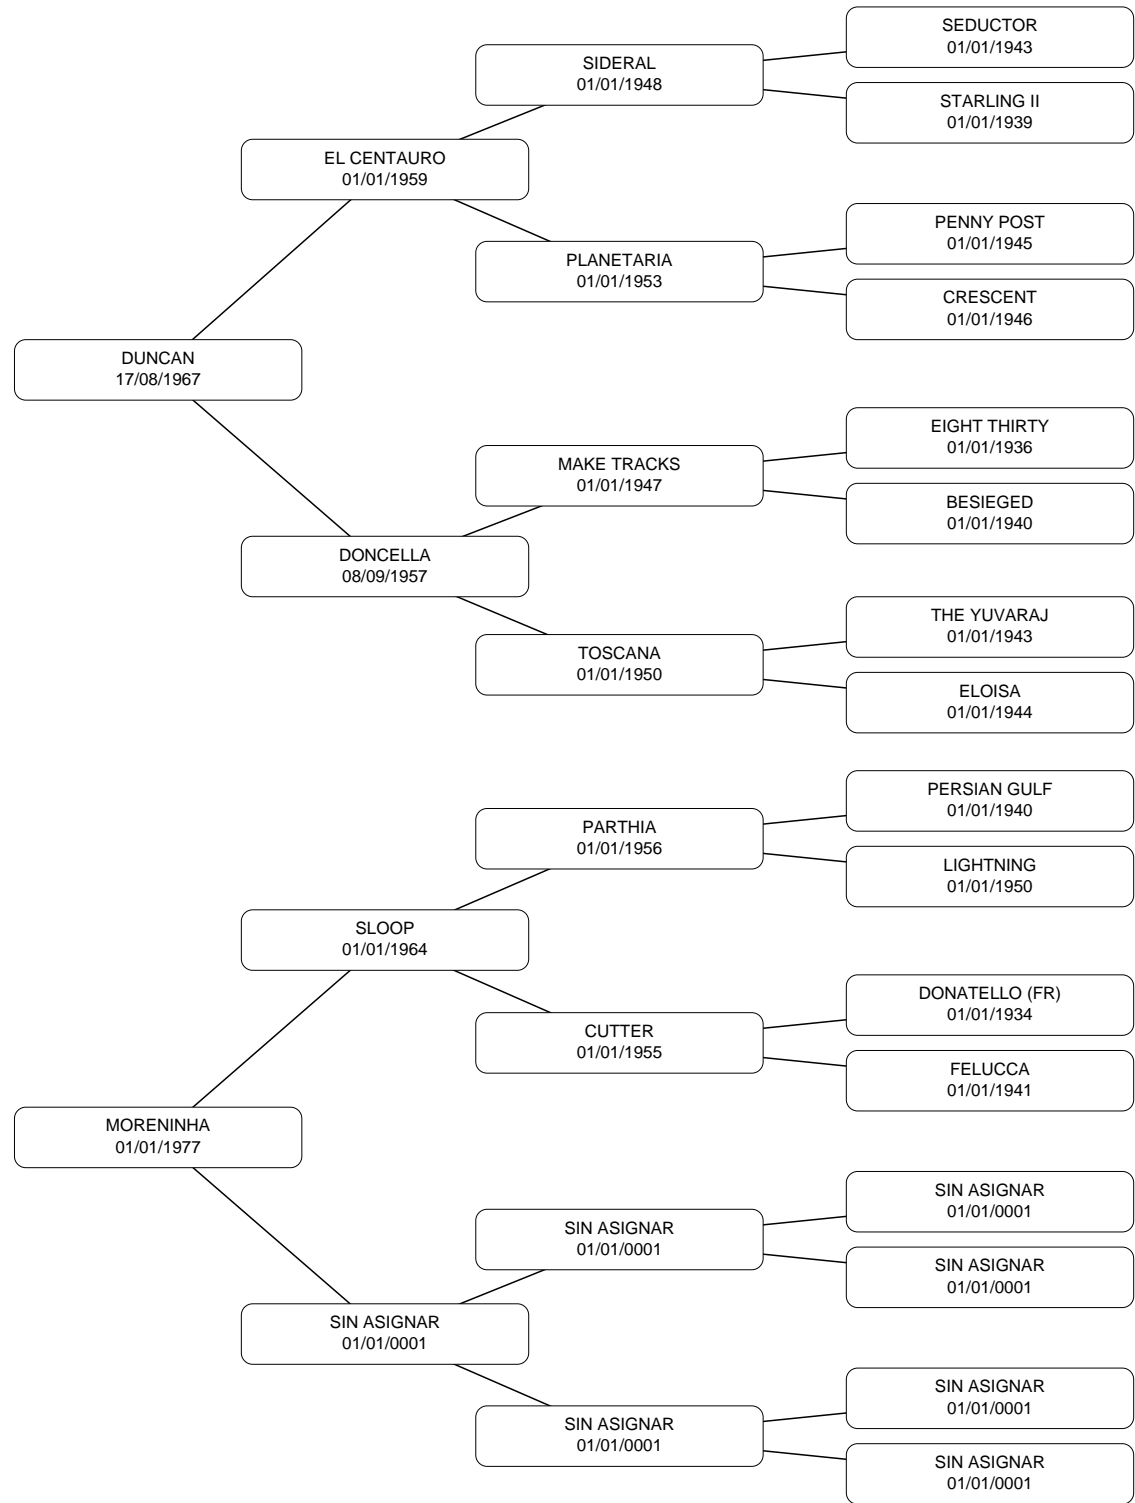 SEDUCTOR
01/01/1943
SIDERAL
01/01/1948
STARLING II
01/01/1939
EL CENTAURO
01/01/1959
PENNY POST
01/01/1945
PLANETARIA
01/01/1953
CRESCENT
01/01/1946
DUNCAN
17/08/1967
EIGHT THIRTY
01/01/1936
MAKE TRACKS
01/01/1947
BESIEGED
01/01/1940
DONCELLA
08/09/1957
THE YUVARAJ
01/01/1943
TOSCANA
01/01/1950
ELOISA
01/01/1944
PERSIAN GULF
01/01/1940
PARTHIA
01/01/1956
LIGHTNING
01/01/1950
SLOOP
01/01/1964
DONATELLO (FR)
01/01/1934
CUTTER
01/01/1955
FELUCCA
01/01/1941
MORENINHA
01/01/1977
SIN ASIGNAR
01/01/0001
SIN ASIGNAR
01/01/0001
SIN ASIGNAR
01/01/0001
SIN ASIGNAR
01/01/0001
SIN ASIGNAR
01/01/0001
SIN ASIGNAR
01/01/0001
SIN ASIGNAR
01/01/0001